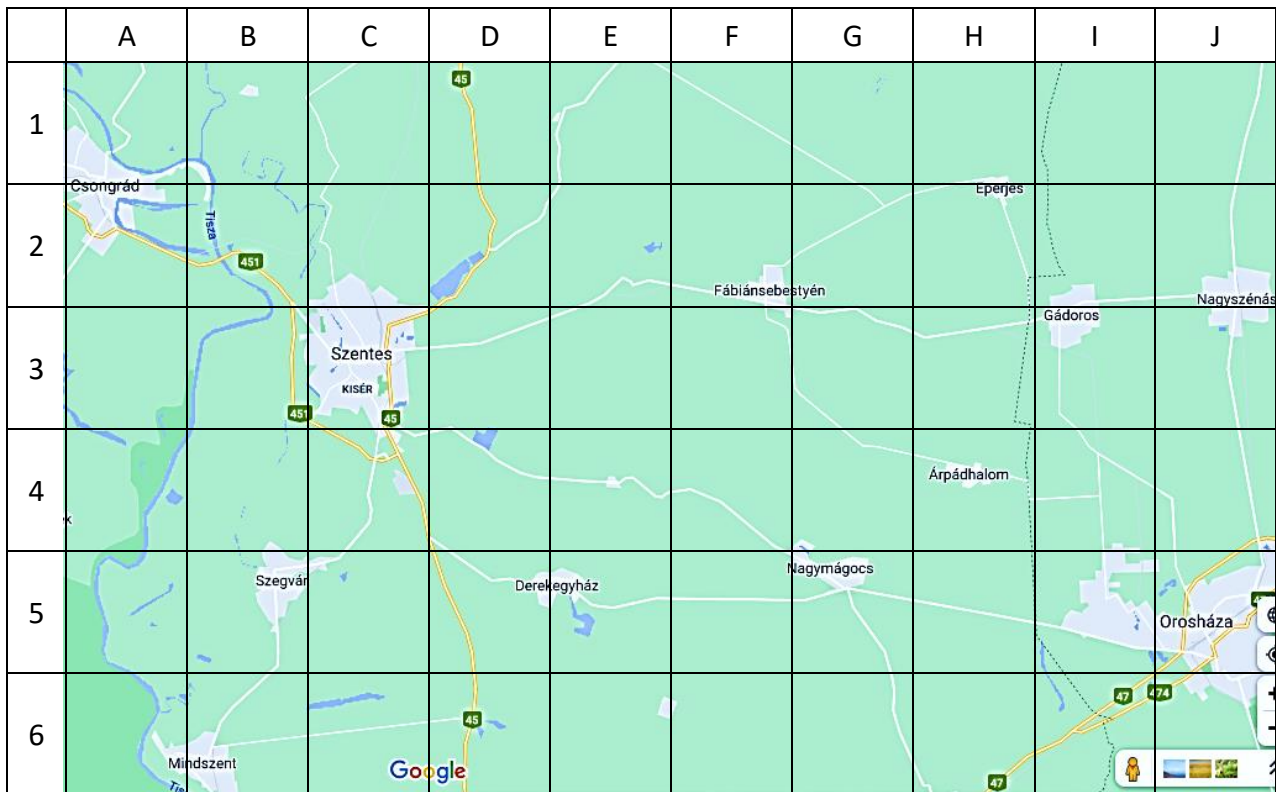 A B C D E F G H I J
1
45
Csongrád
Eperjes
2
Tisza
451
Fábiánsebestyén
Nagyszénás
Gádoros
3
Szentes
KISÉR
451
45
4
Árpádhalom
k
5
Szegvár
Derekegyház
Nagymágocs
Orosháza
6
47
474
45
Mindszent
Google
47